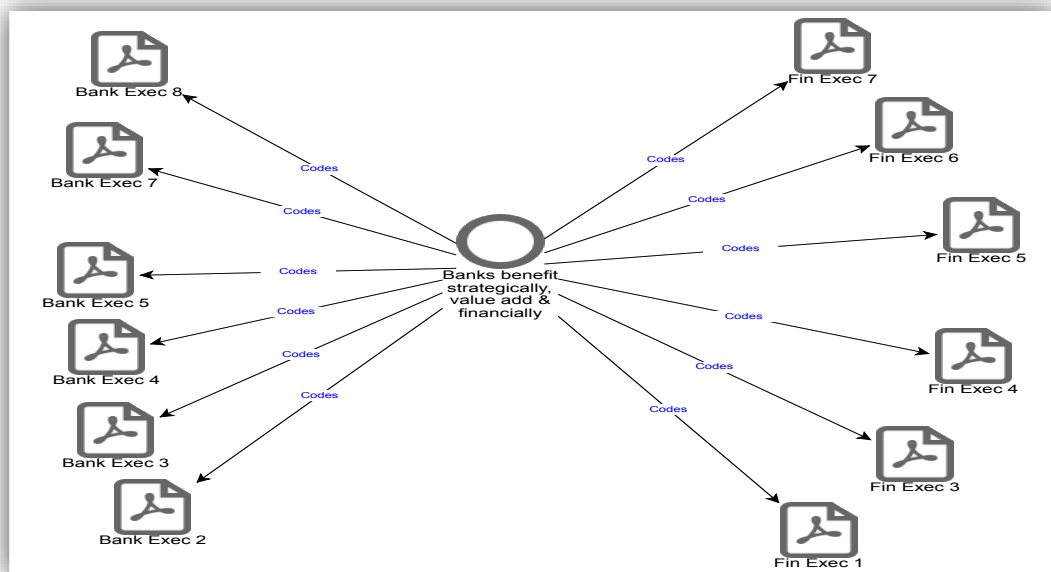 Bank Exec 8
Fin Exec 7
Bank Exec 7
Fin Exec 6
Codes
Codes
Codes
Codes
Codes
Codes
Banks benefit
strategically,
value add &
financially
Fin Exec 5
Bank Exec 5
Codes
Codes
Bank Exec 4
Codes
Codes
Fin Exec 4
Codes
Codes
Bank Exec 3
Fin Exec 3
Bank Exec 2
Fin Exec 1